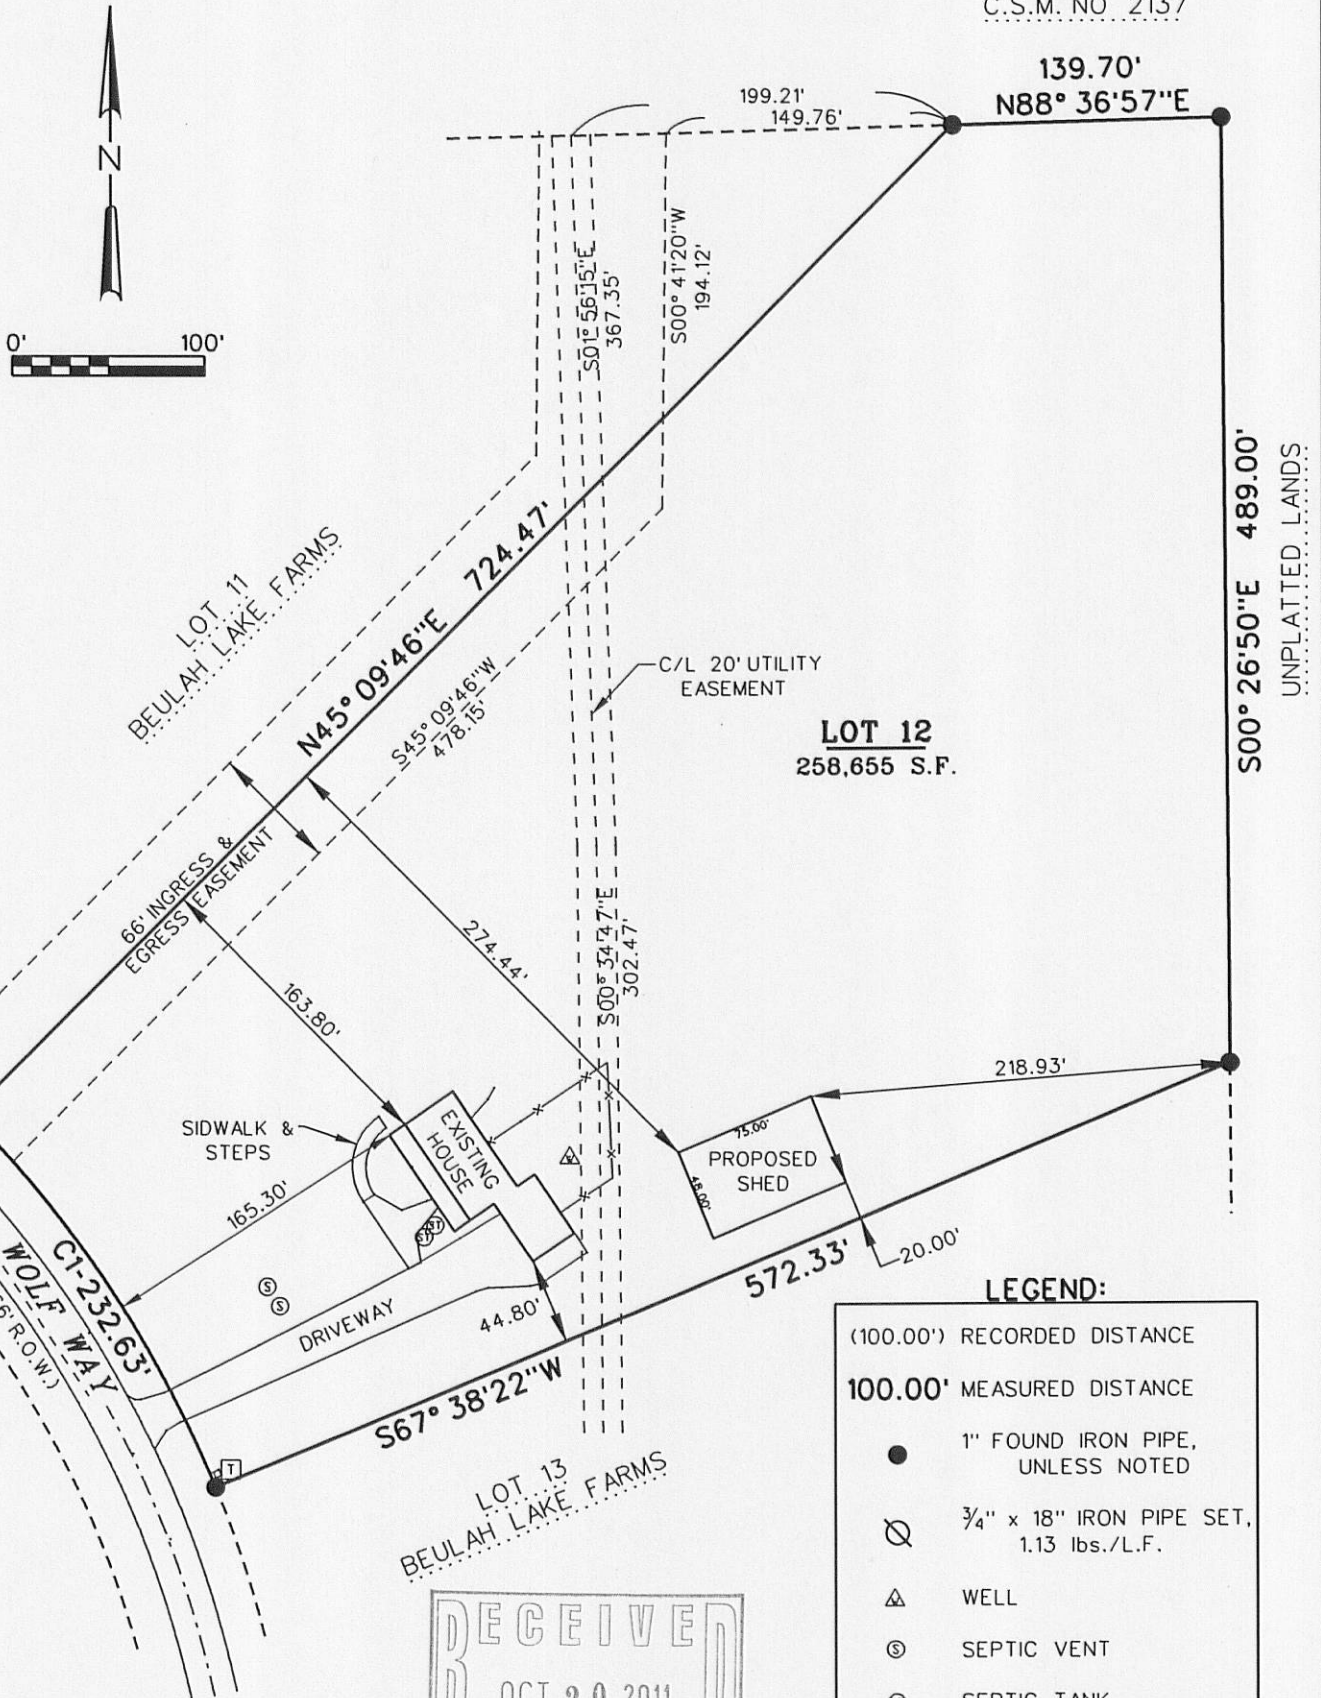 C.S.M. NO 2137
139.70'
N88° 36'57"E
199.21'
149.76'
N
0' 100'
S01° 56'15"E
367.35'
S00° 41'20"W
194.12'
S00° 26'50"E 489.00'
UNPLATTED LANDS
LOT 11
BEULAH LAKE FARMS
N45° 09'46"E 724.47'
S45° 09'46"W
478.15'
C/L 20' UTILITY
EASEMENT
LOT 12
258,655 S.F.
66' INGRESS &
EGRESS EASEMENT
274.44'
163.80'
S00° 34'47"E
302.47'
218.93'
SIDWALK &
STEPS
EXISTING
HOUSE
75.00'
48.00'
PROPOSED
SHED
165.30'
ST
ST
S
S
C1-232.63'
WOLF WAY
R.O.W.)
DRIVEWAY
44.80'
572.33'
20.00'
S67° 38'22"W
T
LOT 13
BEULAH LAKE FARMS
LEGEND:
(100.00') RECORDED DISTANCE
100.00' MEASURED DISTANCE
1" FOUND IRON PIPE,
UNLESS NOTED
¾" x 18" IRON PIPE SET,
1.13 lbs./L.F.
WELL
S SEPTIC VENT
SEPTIC TANK
RECEIVED
OCT 20 2011